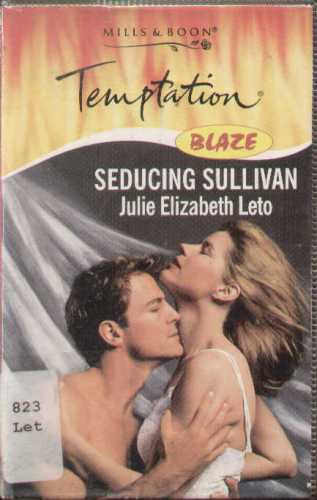 MILLS & BOON®
Temptation®
BLAZE
SEDUCING SULLIVAN
Julie Elizabeth Leto
823
Let